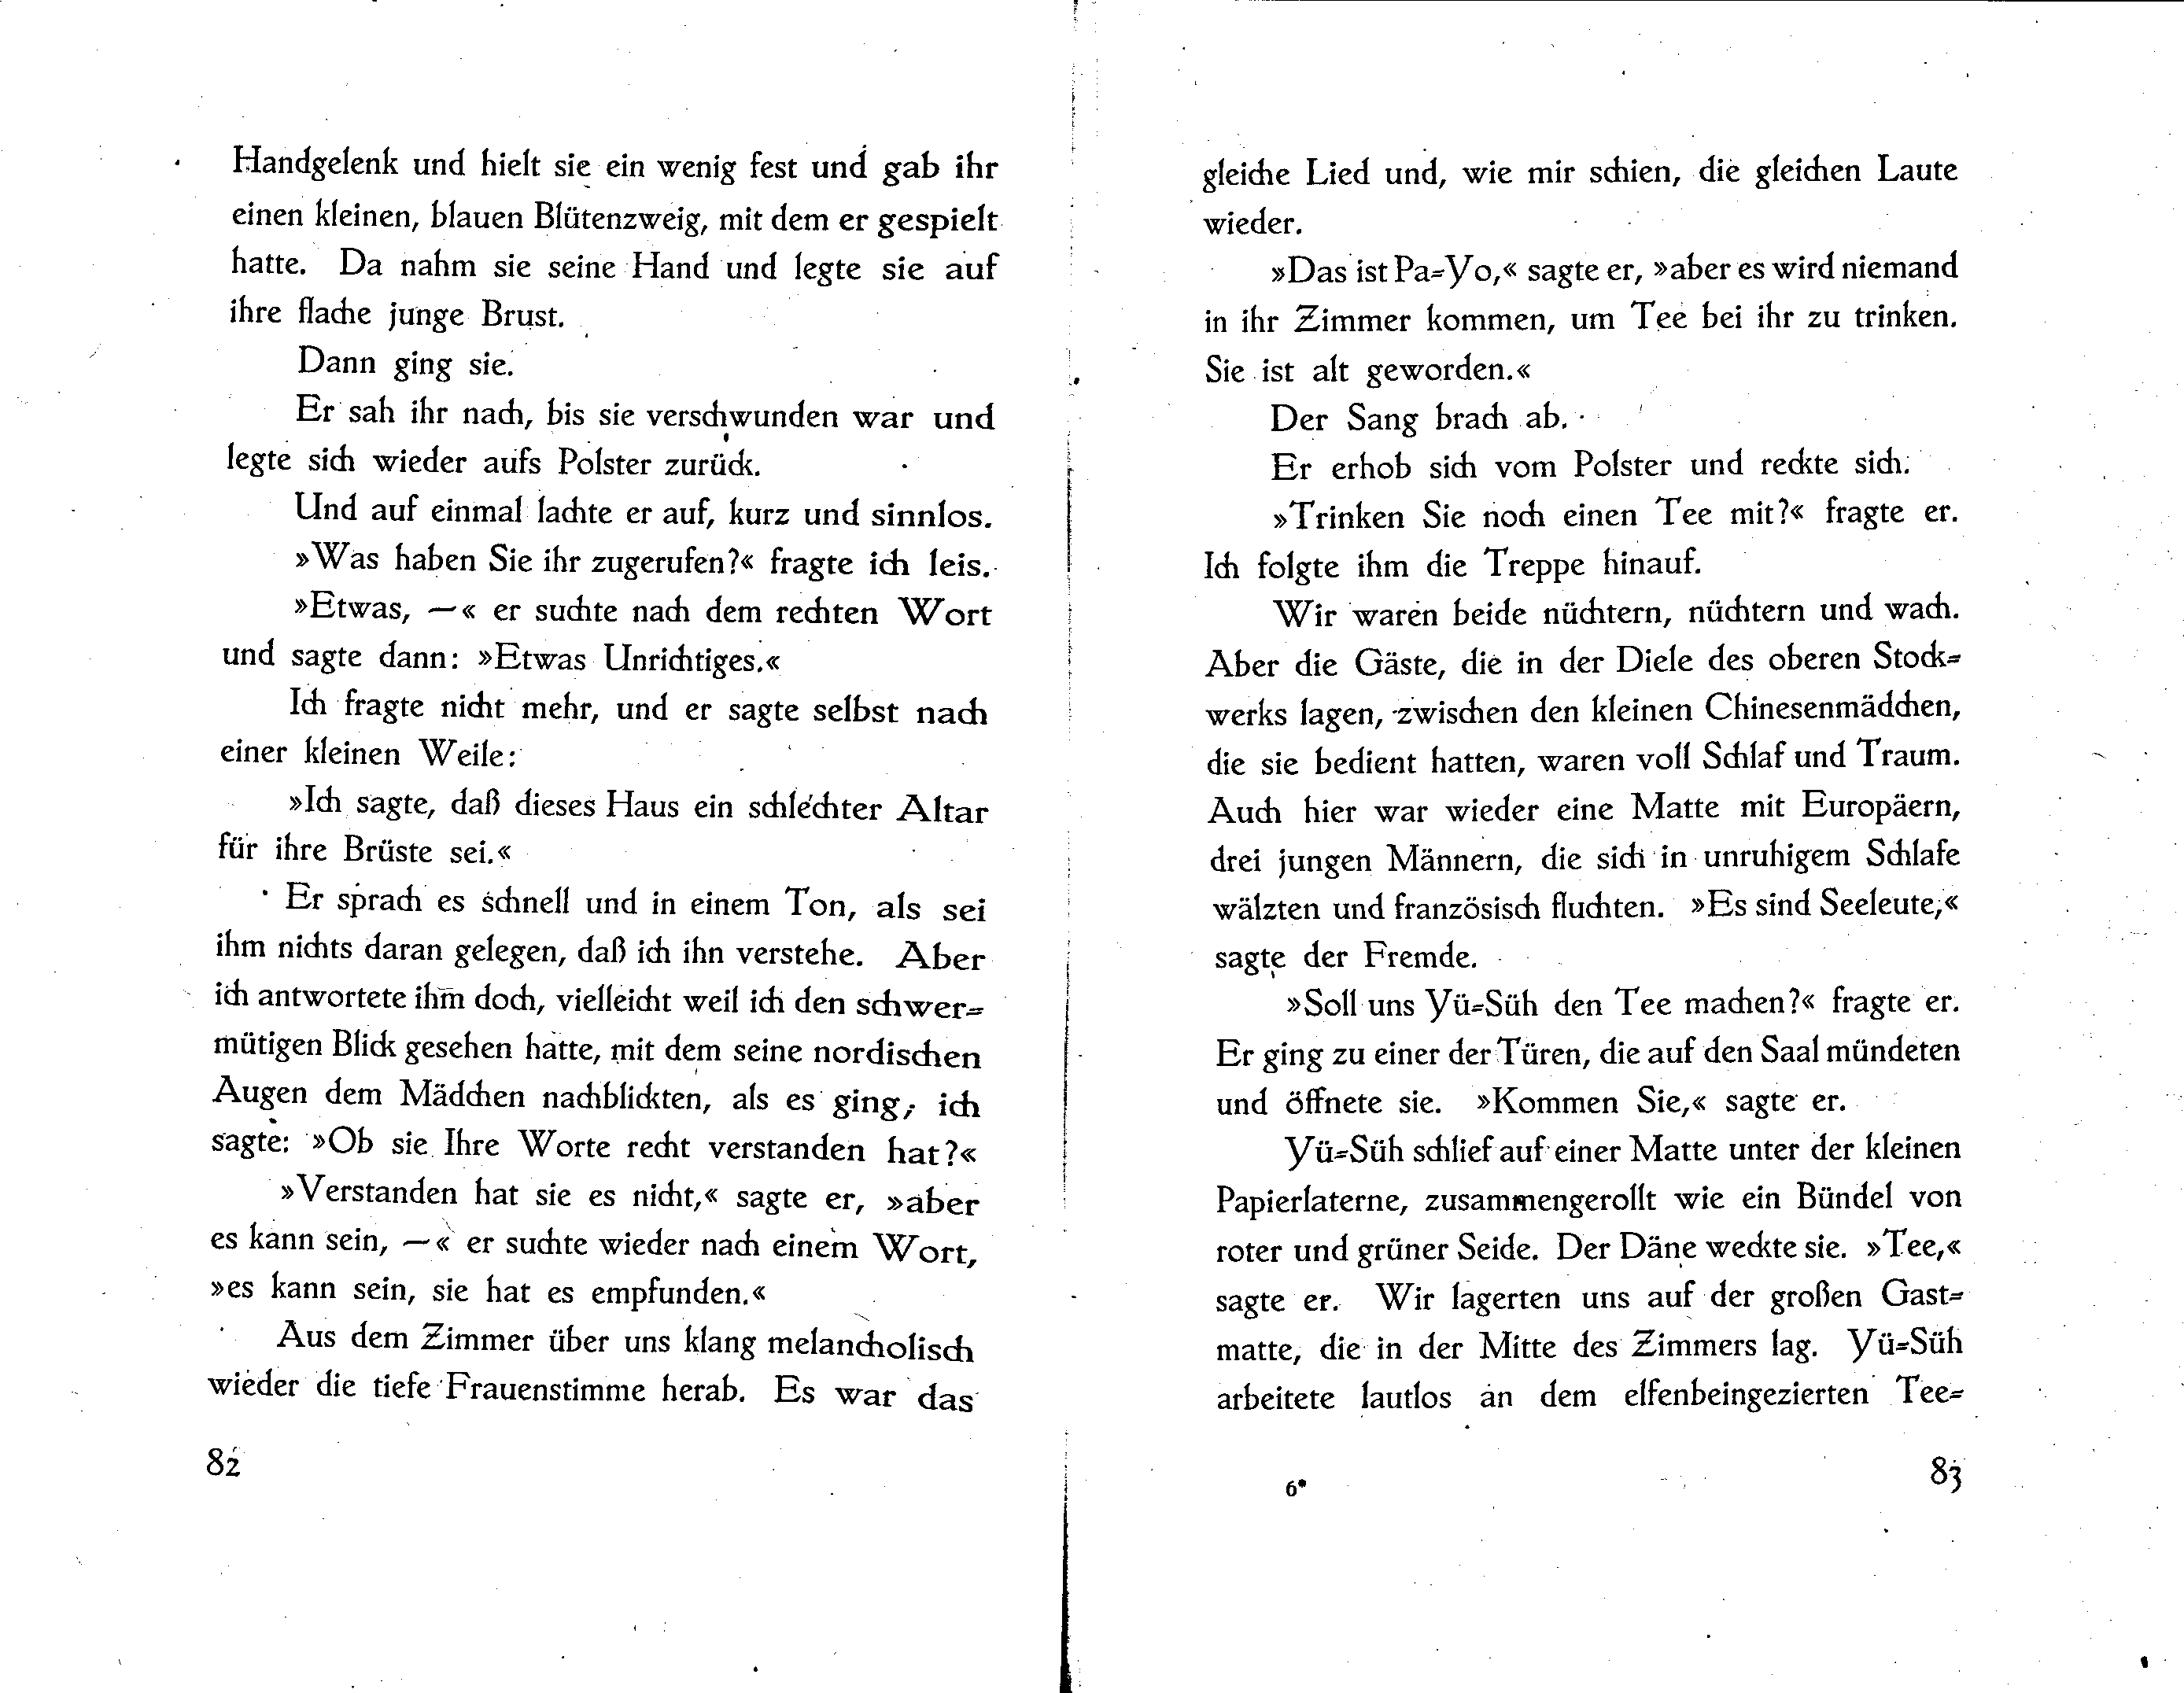 Handgelenk und hielt sie ein wenig fest und gab ihr
einen kleinen, blauen Blütenzweig, mit dem er gespielt
hatte. Da nahm sie seine Hand und legte sie auf
ihre flache junge Brust.
Dann ging sie.
Er sah ihr nach, bis sie verschwunden war und
legte sich wieder aufs Polster zurück.
Und auf einmal lachte er auf, kurz und sinnlos.
»Was haben Sie ihr zugerufen?« fragte ich leis.
»Etwas, —« er suchte nach dem rechten Wort
und sagte dann: »Etwas Unrichtiges.«
Ich fragte nicht mehr, und er sagte selbst nach
einer kleinen Weile:
»Ich sagte, daß dieses Haus ein schlechter Altar
für ihre Brüste sei.«
Er sprach es schnell und in einem Ton, als sei
ihm nichts daran gelegen, daß ich ihn verstehe. Aber
ich antwortete ihm doch, vielleicht weil ich den schwer-
mütigen Blick gesehen hatte, mit dem seine nordischen
Augen dem Mädchen nachblickten, als es ging; ich
sagte: »Ob sie Ihre Worte recht verstanden hat?«
»Verstanden hat sie es nicht,« sagte er, »aber
es kann sein, —« er suchte wieder nach einem Wort,
»es kann sein, sie hat es empfunden.«
Aus dem Zimmer über uns klang melancholisch
wieder die tiefe Frauenstimme herab. Es war das
82
gleiche Lied und, wie mir schien, die gleichen Laute
wieder.
»Das ist Pa-Yo,« sagte er, »aber es wird niemand
in ihr Zimmer kommen, um Tee bei ihr zu trinken.
Sie ist alt geworden.«
Der Sang brach ab.
Er erhob sich vom Polster und reckte sich.
»Trinken Sie noch einen Tee mit?« fragte er.
Ich folgte ihm die Treppe hinauf.
Wir waren beide nüchtern, nüchtern und wach.
Aber die Gäste, die in der Diele des oberen Stock-
werks lagen, zwischen den kleinen Chinesenmädchen,
die sie bedient hatten, waren voll Schlaf und Traum.
Auch hier war wieder eine Matte mit Europäern,
drei jungen Männern, die sich in unruhigem Schlafe
wälzten und französisch fluchten. »Es sind Seeleute,«
sagte der Fremde.
»Soll uns Yü-Süh den Tee machen?« fragte er.
Er ging zu einer der Türen, die auf den Saal mündeten
und öffnete sie. »Kommen Sie,« sagte er.
Yü-Süh schlief auf einer Matte unter der kleinen
Papierlaterne, zusammengerollt wie ein Bündel von
roter und grüner Seide. Der Däne weckte sie. »Tee,«
sagte er. Wir lagerten uns auf der großen Gast-
matte, die in der Mitte des Zimmers lag. Yü-Süh
arbeitete lautlos an dem elfenbeingezierten Tee-
6*
83